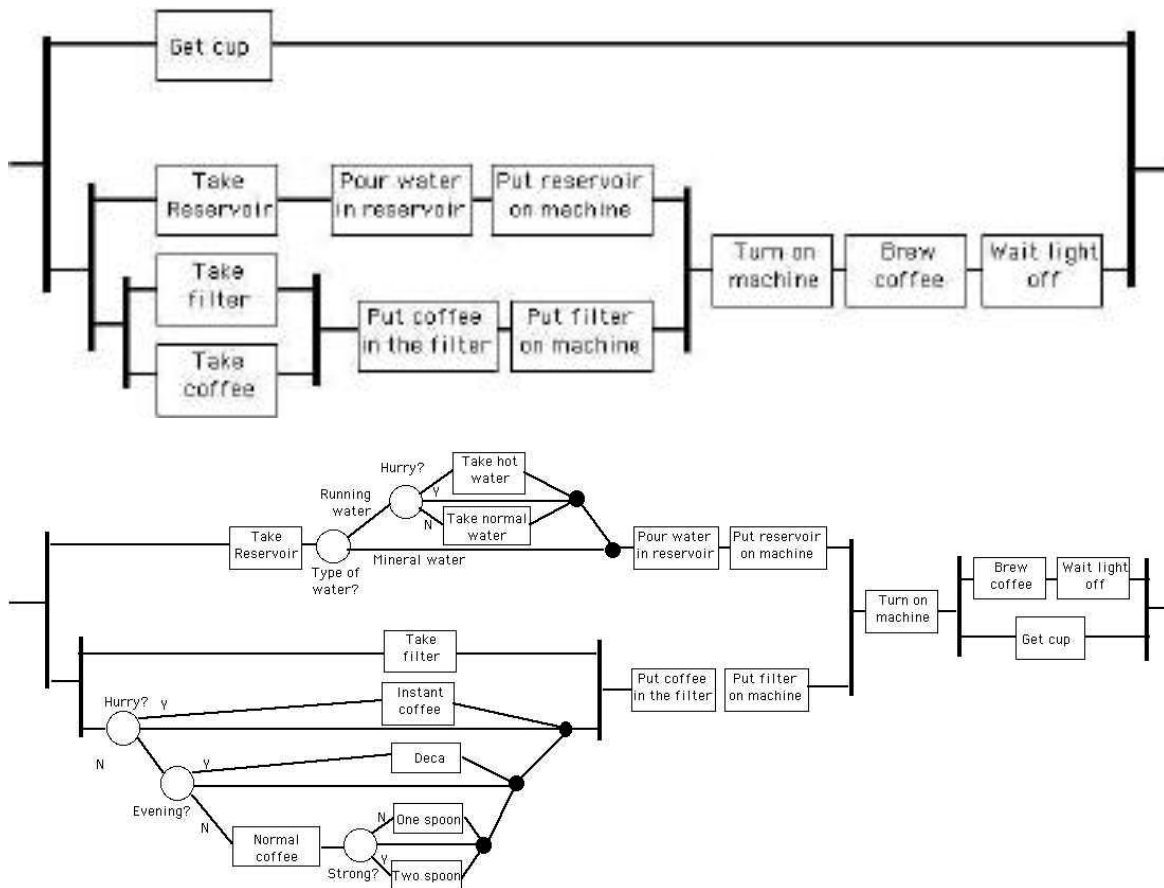 Get cup
Take
Reservoir
Pour water
in reservoir
Put reservoir
on machine
Take
filter
Take
coffee
Put coffee
in the filter
Put filter
on machine
Turn on
machine
Brew
coffee
Wait light
off
Hurry?
Take hot
water
Y
Running
water
N
Take normal
water
Take
Reservoir
Type of
water?
Mineral water
Pour water
in reservoir
Put reservoir
on machine
Take
filter
Hurry?
Y
Instant
coffee
N
Y
Deca
Evening?
N
Normal
coffee
N
One spoon
Y
Strong?
Two spoon
Put coffee
in the filter
Put filter
on machine
Turn on
machine
Brew
coffee
Wait light
off
Get cup